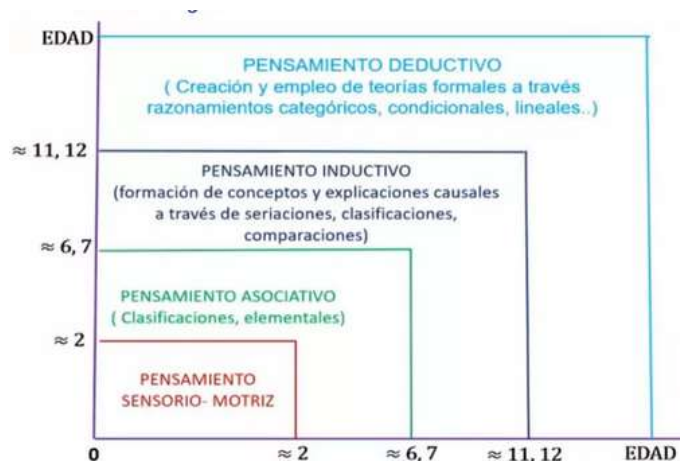 EDAD
PENSAMIENTO DEDUCTIVO
( Creación y empleo de teorías formales a través
razonamientos categóricos, condicionales, lineales..)
≈ 11, 12
PENSAMIENTO INDUCTIVO
(formación de conceptos y explicaciones causales
a través de seriaciones, clasificaciones,
comparaciones)
≈ 6, 7
PENSAMIENTO ASOCIATIVO
( Clasificaciones, elementales)
≈ 2
PENSAMIENTO
SENSORIO- MOTRIZ
0 ≈ 2 ≈ 6, 7 ≈ 11, 12 EDAD